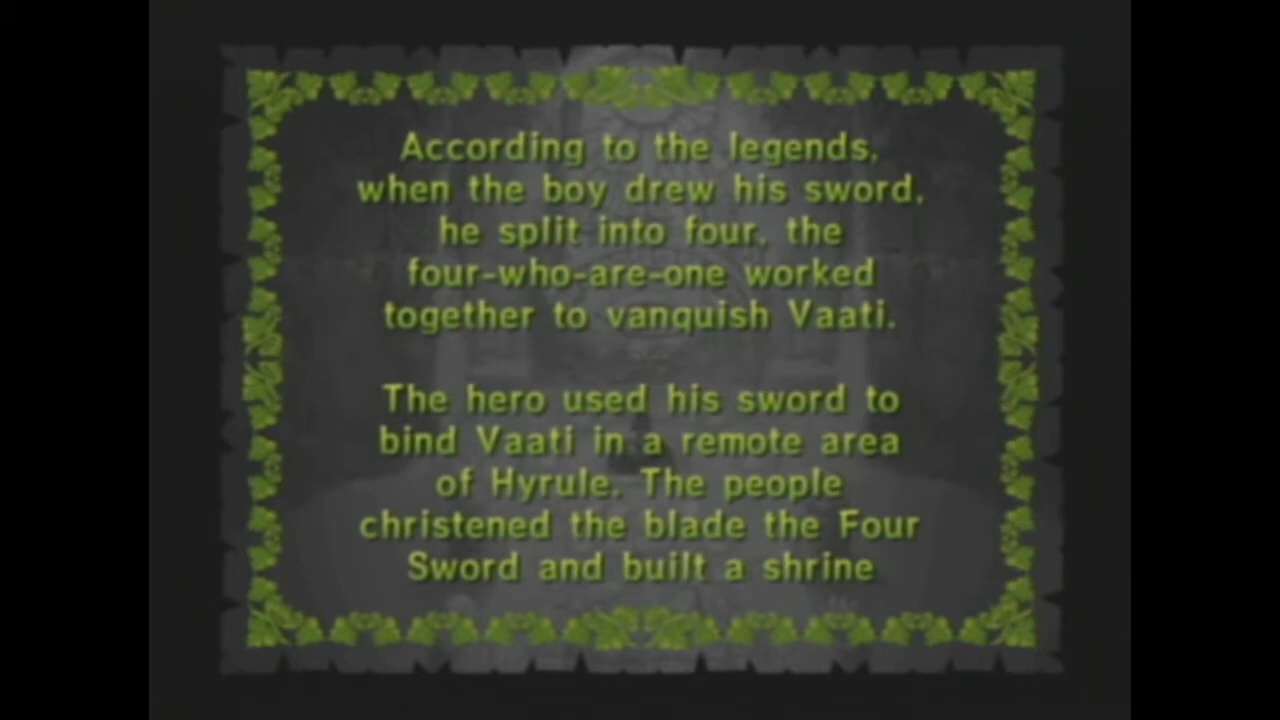 According to the legends,
when the boy drew his sword,
he split into four. the
four-who-are-one worked
together to vanquish Vaati.
The hero used his sword to
bind Vaati in a remote area
of Hyrule. The people
christened the blade the Four
Sword and built a shrine